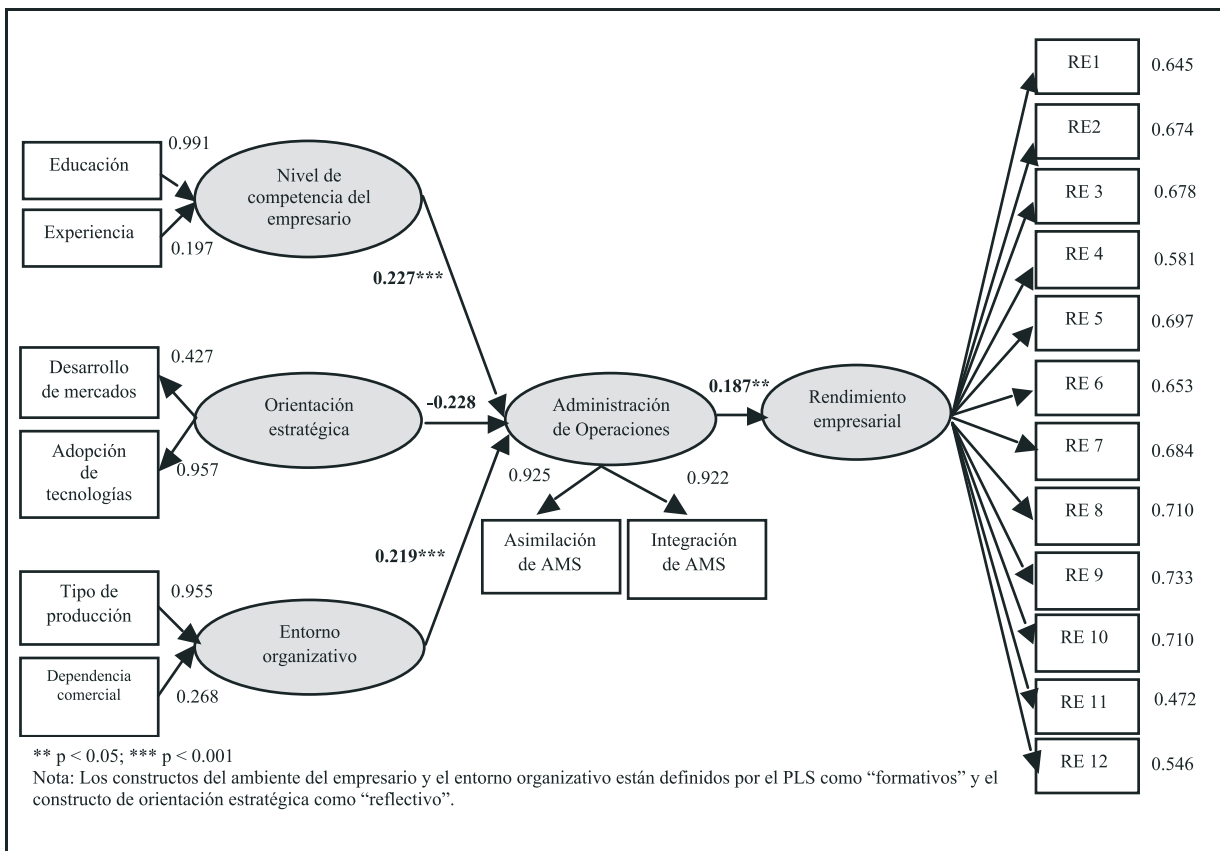 Educación
0.991
Experiencia
0.197
Nivel de
competencia del
empresario
0.227***
Desarrollo
de mercados
0.427
Adopción
de
tecnologías
0.957
Orientación
estratégica
-0.228
Tipo de
producción
0.955
Dependencia
comercial
0.268
Entorno
organizativo
0.219***
Administración
de Operaciones
0.925
0.922
Asimilación
de AMS
Integración
de AMS
0.187**
Rendimiento
empresarial
RE1
0.645
RE2
0.674
RE 3
0.678
RE 4
0.581
RE 5
0.697
RE 6
0.653
RE 7
0.684
RE 8
0.710
RE 9
0.733
RE 10
0.710
RE 11
0.472
RE 12
0.546
** p < 0.05; *** p < 0.001
Nota: Los constructos del ambiente del empresario y el entorno organizativo están definidos por el PLS como “formativos” y el
constructo de orientación estratégica como “reflectivo”.